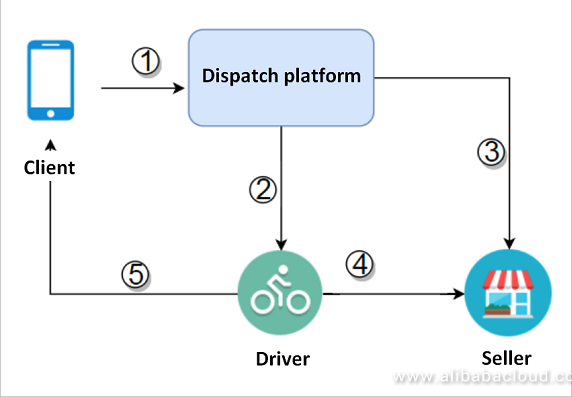 ①
Dispatch platform
③
Client
②
⑤
④
Driver
Seller
www.alibabacloud.co